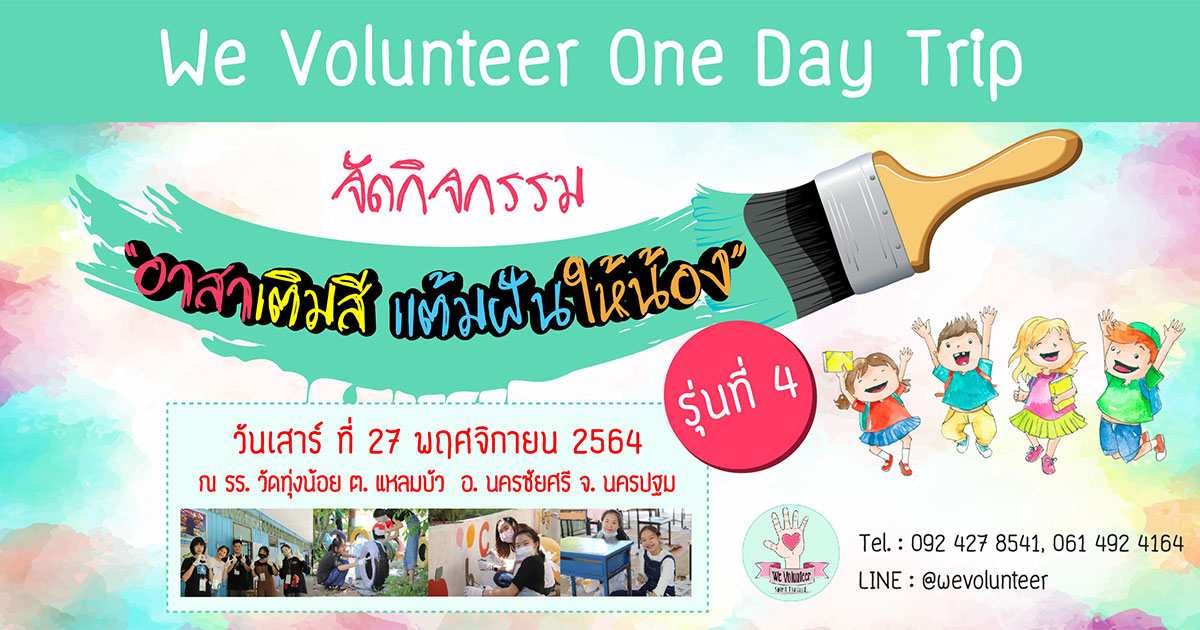 We Volunteer One Day Trip
จัดกิจกรรม
"อาสาเติมสี แต้มฝันให้น้อง"
รุ่นที่ 4
วันเสาร์ ที่ 27 พฤศจิกายน 2564
ณ รร. วัดทุ่งน้อย ต. แหลมบัว อ. นครชัยศรี จ. นครปฐม
We Volunteer
Tel. : 092 427 8541, 061 492 4164
LINE : @wevolunteer